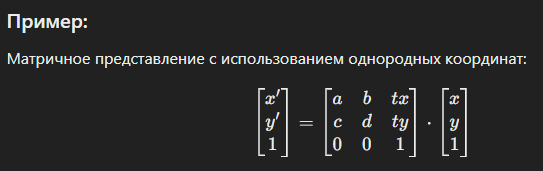 Пример:
Матричное представление с использованием однородных координат:
[x′] = [a b tx] · [x]
[y′] = [c d ty] · [y]
[1] = [0 0 1] · [1]